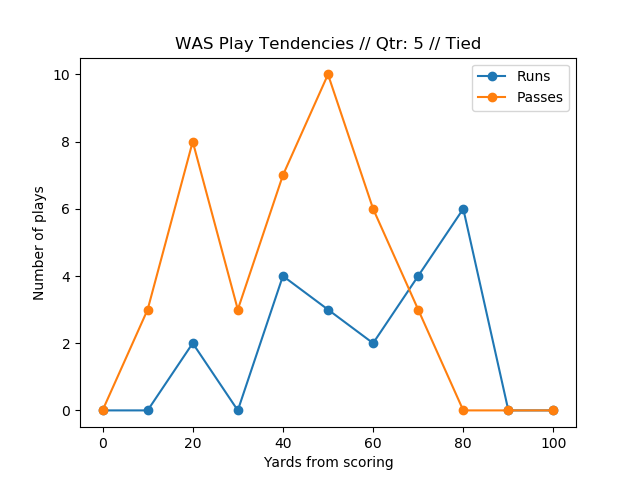 WAS Play Tendencies // Qtr: 5 // Tied
Runs
Passes
Number of plays
10
8
6
4
2
0
0 20 40 60 80 100
Yards from scoring